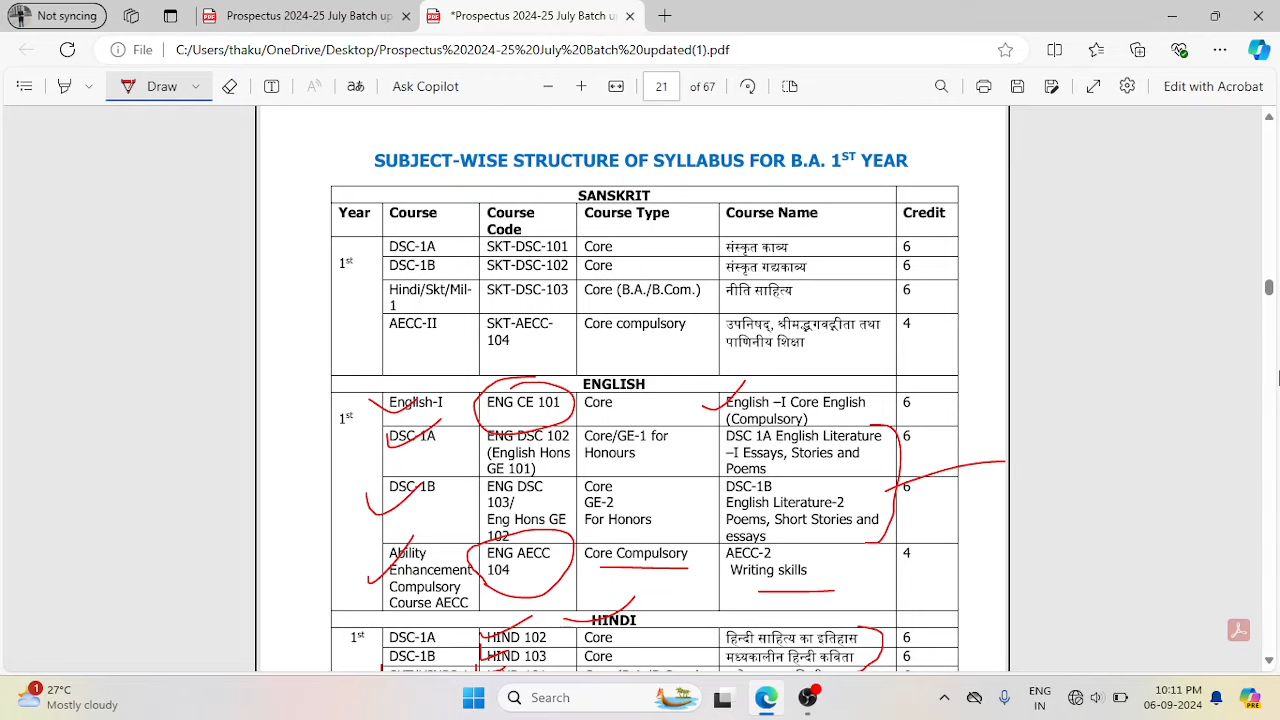 Not syncing
Prospectus 2024-25 July Batch up
*Prospectus 2024-25 July Batch up
File C:/Users/thaku/OneDrive/Desktop/Prospectus%202024-25%20July%20Batch%20updated(1).pdf
Draw
Ask Copilot
21 of 67
Edit with Acrobat
SUBJECT-WISE STRUCTURE OF SYLLABUS FOR B.A. 1ST YEAR
SANSKRIT
Year Course Course Code Course Type Course Name Credit
1st DSC-1A SKT-DSC-101 Core संस्कृत काव्य 6
DSC-1B SKT-DSC-102 Core संस्कृत गद्यकाव्य 6
Hindi/Skt/Mil-1 SKT-DSC-103 Core (B.A./B.Com.) नीति साहित्य 6
AECC-II SKT-AECC-104 Core compulsory उपनिषद्, श्रीमद्भगवद्गीता तथा पाणिनीय शिक्षा 4
ENGLISH
1st English-I ENG CE 101 Core English –I Core English (Compulsory) 6
DSC-1A ENG DSC 102 (English Hons GE 101) Core/GE-1 for Honours DSC 1A English Literature –I Essays, Stories and Poems 6
DSC-1B ENG DSC 103/ Eng Hons GE 102 Core GE-2 For Honors DSC-1B English Literature-2 Poems, Short Stories and essays 6
Ability Enhancement Compulsory Course AECC ENG AECC 104 Core Compulsory AECC-2 Writing skills 4
HINDI
1st DSC-1A HIND 102 Core हिन्दी साहित्य का इतिहास 6
DSC-1B HIND 103 Core मध्यकालीन हिन्दी कविता 6
1
27°C
Mostly cloudy
Search
ENG
IN
10:11 PM
06-09-2024
PRE